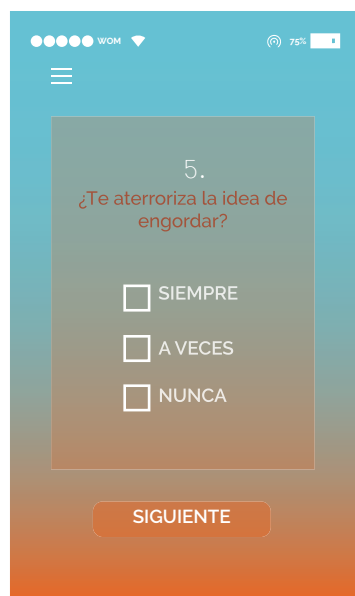 WOM 75%
5.
¿Te aterroriza la idea de
engordar?
SIEMPRE
A VECES
NUNCA
SIGUIENTE